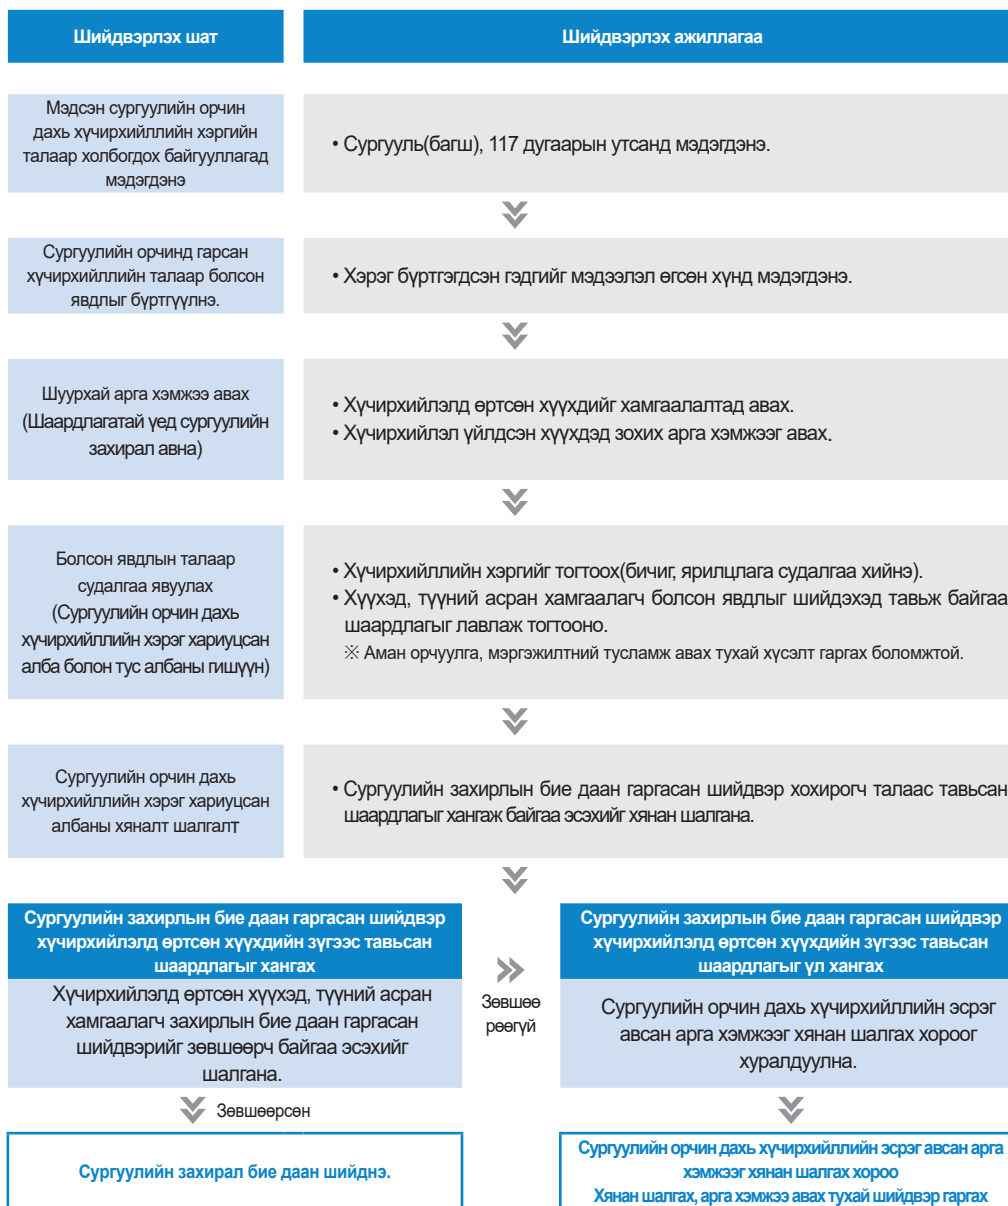 Шийдвэрлэх шат
Шийдвэрлэх ажиллагаа
Мэдсэн сургуулийн орчин
дахь хүчирхийллийн хэргийн
талаар холбогдох байгууллагад
мэдэгдэнэ
• Сургууль(багш), 117 дугаарын утсанд мэдэгдэнэ.
Сургуулийн орчинд гарсан
хүчирхийллийн талаар болсон
явдлыг бүртгүүлнэ.
• Хэрэг бүртгэгдсэн гэдгийг мэдээлэл өгсөн хүнд мэдэгдэнэ.
Шуурхай арга хэмжээ авах
(Шаардлагатай үед сургуулийн
захирал авна)
• Хүчирхийлэлд өртсөн хүүхдийг хамгаалалтад авах.
• Хүчирхийлэл үйлдсэн хүүхдэд зохих арга хэмжээг авах.
Болсон явдлын талаар
судалгаа явуулах
(Сургуулийн орчин дахь
хүчирхийллийн хэрэг хариуцсан
алба болон тус албаны гишүүн)
• Хүчирхийллийн хэргийг тогтоох(бичиг, ярилцлага судалгаа хийнэ).
• Хүүхэд, түүний асран хамгаалагч болсон явдлыг шийдэхэд тавьж байгаа
шаардлагыг лавлаж тогтооно.
※ Аман орчуулга, мэргэжилтний тусламж авах тухай хүсэлт гаргах боломжтой.
Сургуулийн орчин дахь
хүчирхийллийн хэрэг хариуцсан
албаны хяналт шалгалт
• Сургуулийн захирлын бие даан гаргасан шийдвэр хохирогч талаас тавьсан
шаардлагыг хангаж байгаа эсэхийг хянан шалгана.
Сургуулийн захирлын бие даан гаргасан шийдвэр
хүчирхийлэлд өртсөн хүүхдийн зүгээс тавьсан
шаардлагыг хангах
Хүчирхийлэлд өртсөн хүүхэд, түүний асран
хамгаалагч захирлын бие даан гаргасан
шийдвэрийг зөвшөөрч байгаа эсэхийг
шалгана.
Зөвшөө
рөөгүй
Сургуулийн захирлын бие даан гаргасан шийдвэр
хүчирхийлэлд өртсөн хүүхдийн зүгээс тавьсан
шаардлагыг үл хангах
Сургуулийн орчин дахь хүчирхийллийн эсрэг
авсан арга хэмжээг хянан шалгах хороог
хуралдуулна.
Зөвшөөрсөн
Сургуулийн захирал бие даан шийднэ.
Сургуулийн орчин дахь хүчирхийллийн эсрэг авсан арга
хэмжээг хянан шалгах хороо
Хянан шалгах, арга хэмжээ авах тухай шийдвэр гаргах